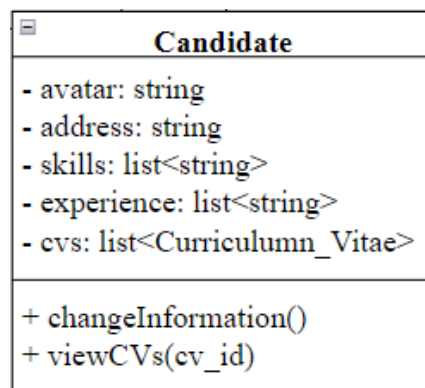 Candidate
- avatar: string
- address: string
- skills: list<string>
- experience: list<string>
- cvs: list<Curriculumn_Vitae>
+ changeInformation()
+ viewCVs(cv_id)